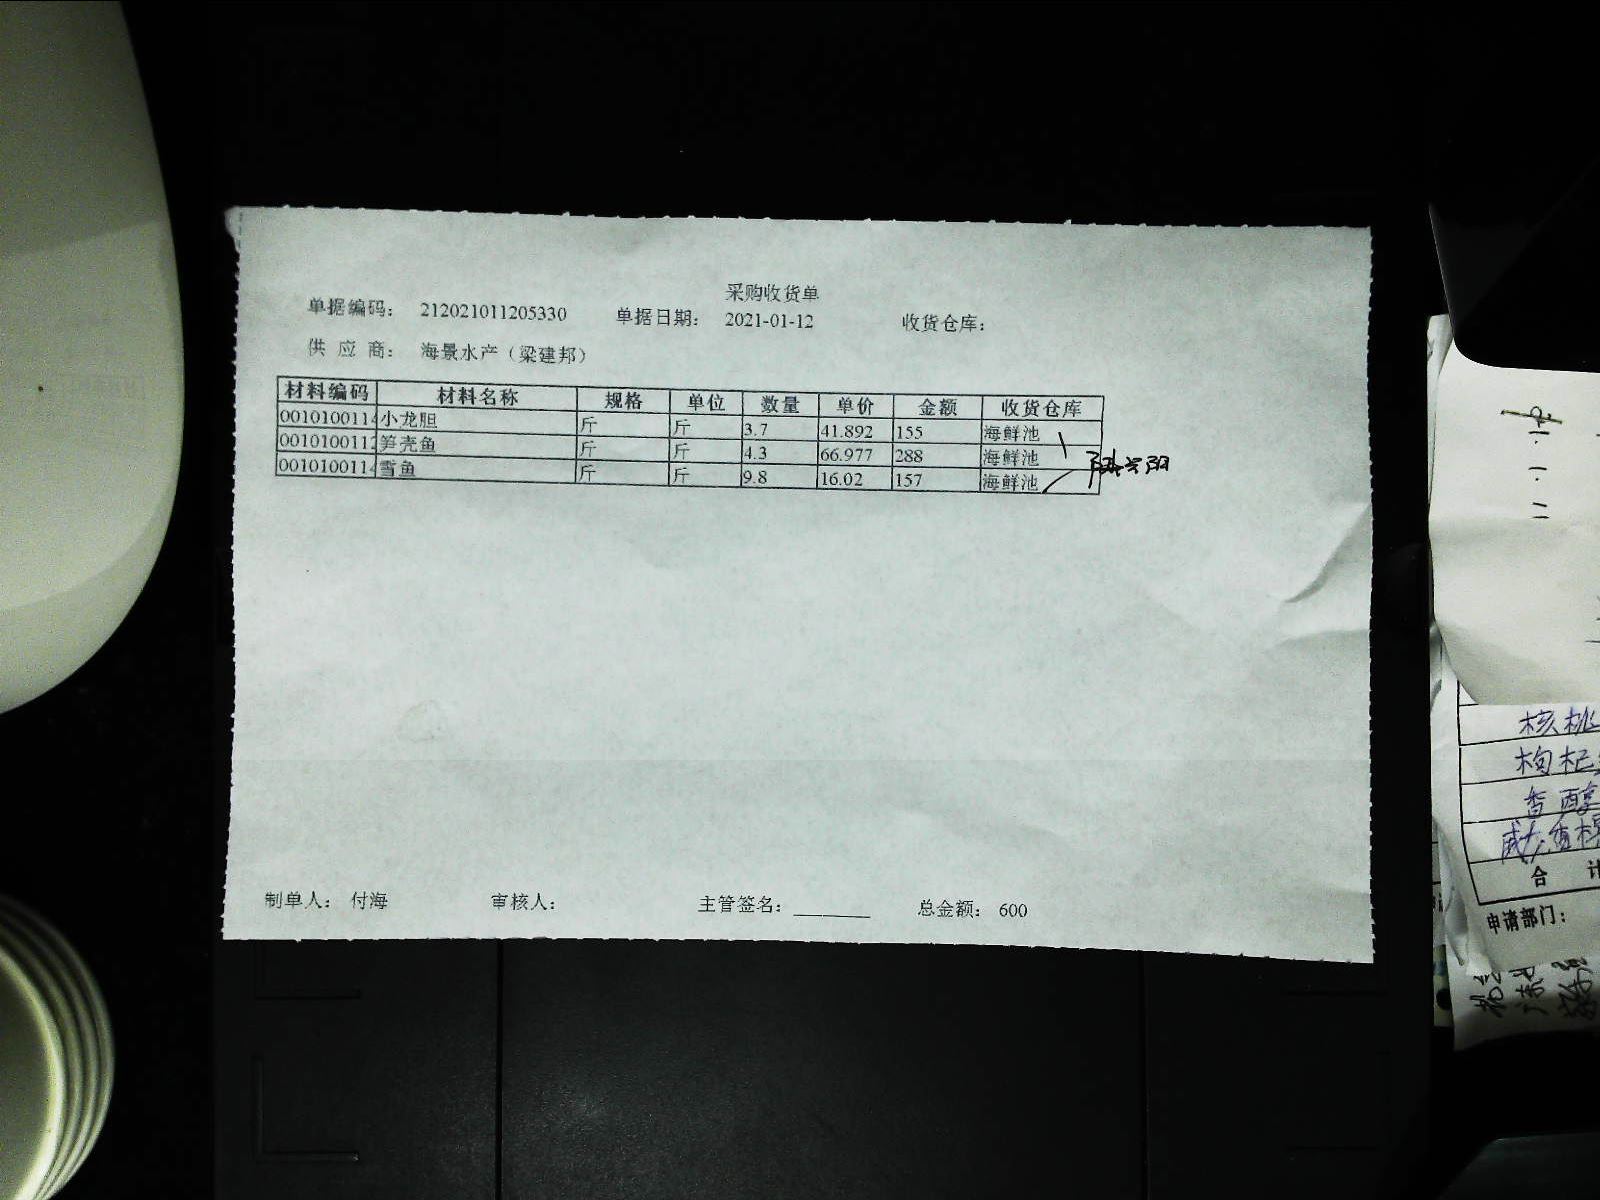 采购收货单
单据编码： 212021011205330 单据日期： 2021-01-12 收货仓库：
供 应 商： 海景水产（梁建邦）
材料编码 材料名称 规格 单位 数量 单价 金额 收货仓库
0010100114 小龙胆 斤 斤 3.7 41.892 155 海鲜池
0010100112 笋壳鱼 斤 斤 4.3 66.977 288 海鲜池
0010100114 雪鱼 斤 斤 9.8 16.02 157 海鲜池
制单人： 付海 审核人： 主管签名： 总金额： 600
核桃
枸杞
香醇
合 计
申请部门：